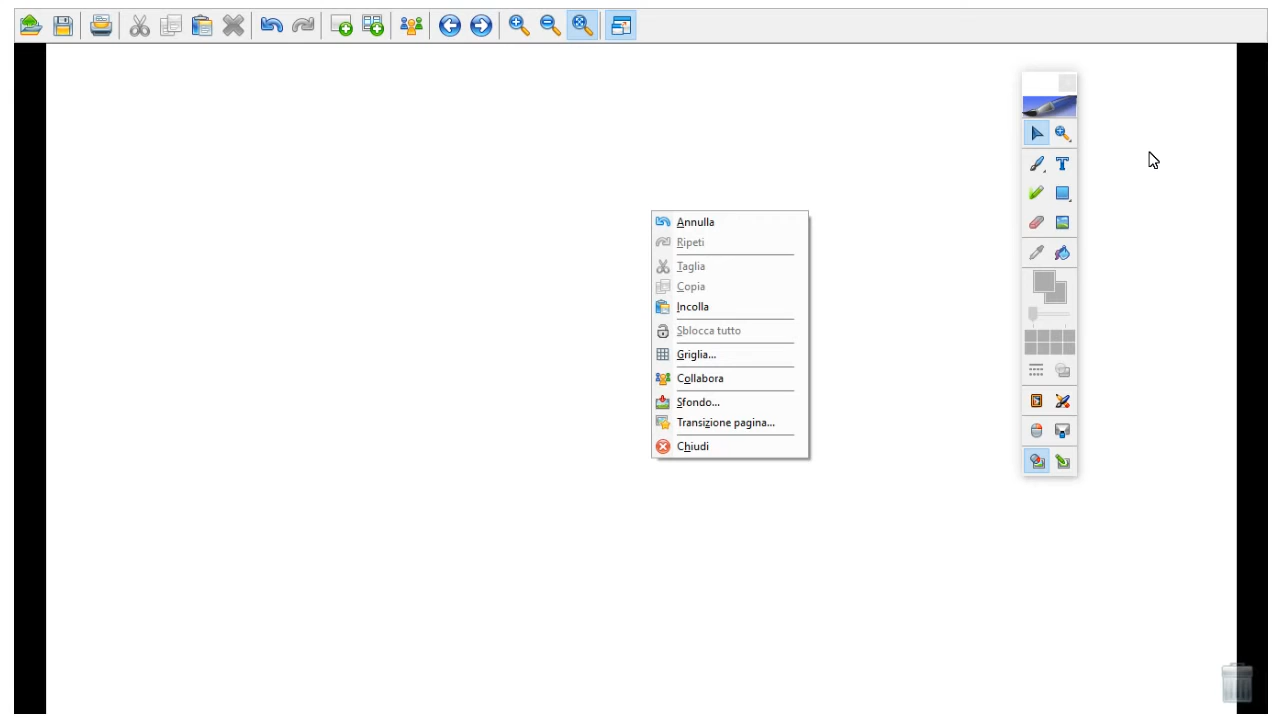 Annulla
Ripeti
Taglia
Copia
Incolla
Sblocca tutto
Griglia...
Collabora
Sfondo...
Transizione pagina...
Chiudi